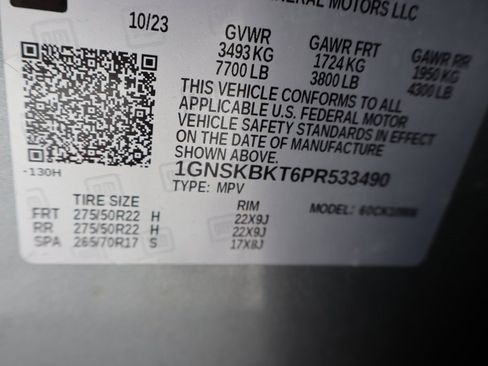 GENERAL MOTORS LLC
10/23 GVWR GAWR FRT GAWR RR
3493 KG 1724 KG 1950 KG
7700 LB 3800 LB 4300 LB
THIS VEHICLE CONFORMS TO ALL
APPLICABLE U.S. FEDERAL MOTOR
VEHICLE SAFETY STANDARDS IN EFFECT
ON THE DATE OF MANUFACTURE
SHOWN ABOVE.
1GNSKBKT6PR533490
-130H
TYPE: MPV
TIRE RIM MODEL:
FRT 275/50R22 H 22X9J
RR 275/50R22 H 22X9J
SPA 265/70R17 S 17X8J